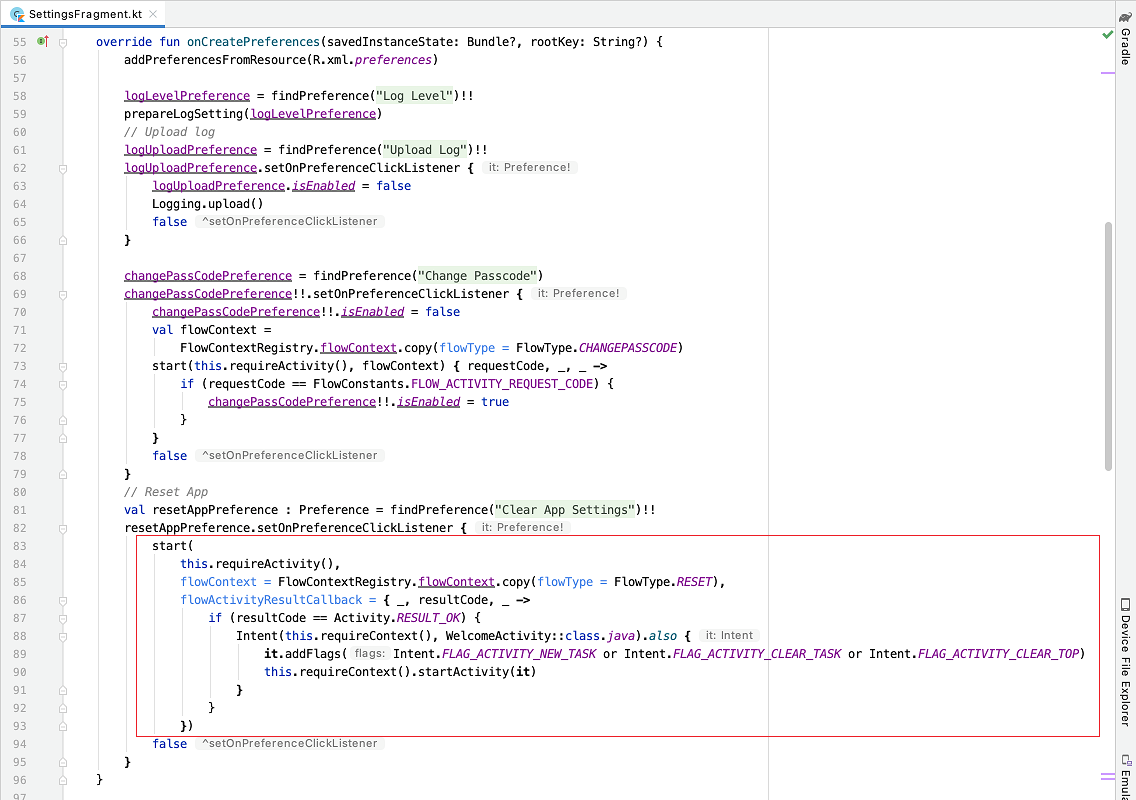 SettingsFragment.kt
55 override fun onCreatePreferences(savedInstanceState: Bundle?, rootKey: String?) {
56 addPreferencesFromResource(R.xml.preferences)
57
58 logLevelPreference = findPreference("Log Level")!!
59 prepareLogSetting(logLevelPreference)
60 // Upload log
61 logUploadPreference = findPreference("Upload Log")!!
62 logUploadPreference.setOnPreferenceClickListener { it: Preference!
63 logUploadPreference.isEnabled = false
64 Logging.upload()
65 false ^setOnPreferenceClickListener
66 }
67
68 changePassCodePreference = findPreference("Change Passcode")
69 changePassCodePreference!!.setOnPreferenceClickListener { it: Preference!
70 changePassCodePreference!!.isEnabled = false
71 val flowContext =
72 FlowContextRegistry.flowContext.copy(flowType = FlowType.CHANGEPASSCODE)
73 start(this.requireActivity(), flowContext) { requestCode, _, _ ->
74 if (requestCode == FlowConstants.FLOW_ACTIVITY_REQUEST_CODE) {
75 changePassCodePreference!!.isEnabled = true
76 }
77 }
78 false ^setOnPreferenceClickListener
79 }
80 // Reset App
81 val resetAppPreference : Preference = findPreference("Clear App Settings")!!
82 resetAppPreference.setOnPreferenceClickListener { it: Preference!
83 start(
84 this.requireActivity(),
85 flowContext = FlowContextRegistry.flowContext.copy(flowType = FlowType.RESET),
86 flowActivityResultCallback = { _, resultCode, _ ->
87 if (resultCode == Activity.RESULT_OK) {
88 Intent(this.requireContext(), WelcomeActivity::class.java).also { it: Intent
89 it.addFlags( flags: Intent.FLAG_ACTIVITY_NEW_TASK or Intent.FLAG_ACTIVITY_CLEAR_TASK or Intent.FLAG_ACTIVITY_CLEAR_TOP)
90 this.requireContext().startActivity(it)
91 }
92 }
93 })
94 false ^setOnPreferenceClickListener
95 }
96 }
97
Gradle
Device File Explorer